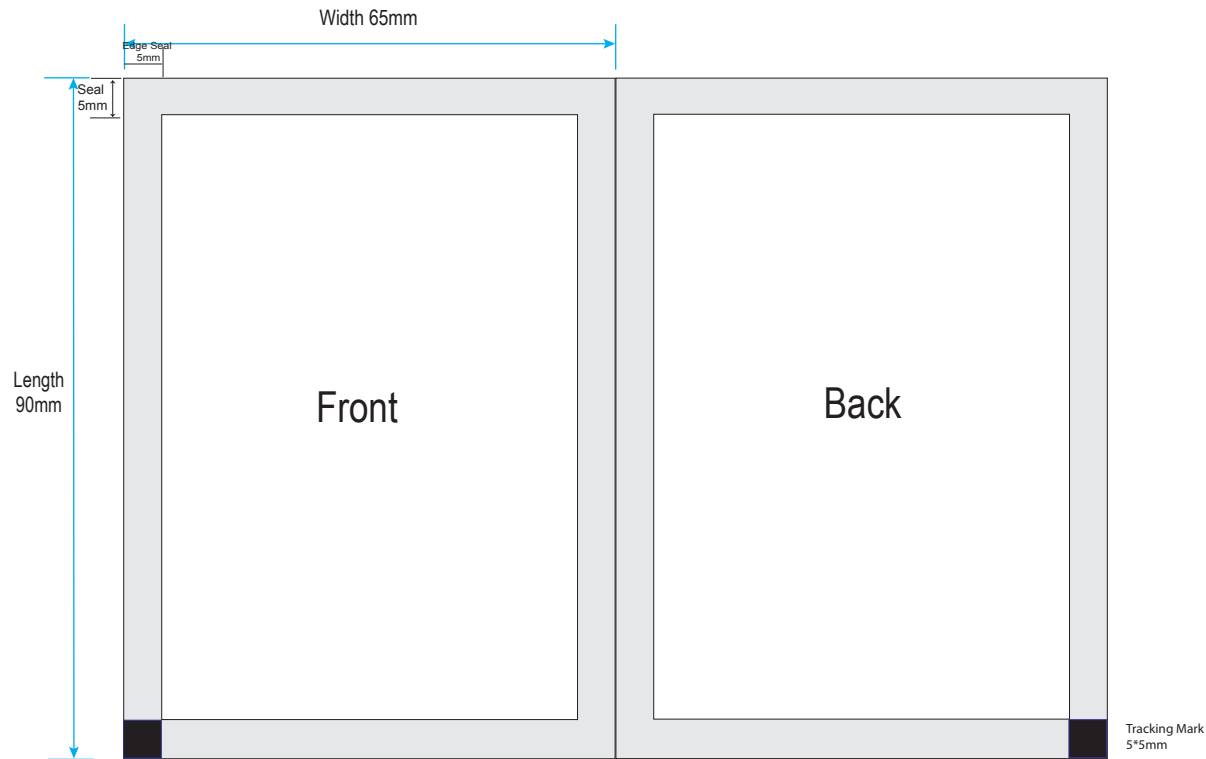 Width 65mm
Edge Seal
5mm
Seal
5mm
Length
90mm
Front
Back
Tracking Mark
5*5mm